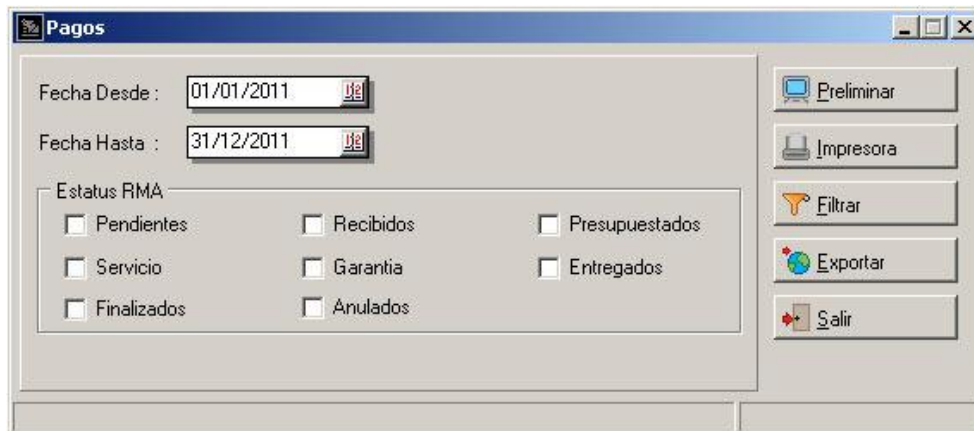 Pagos
Fecha Desde : 01/01/2011
Fecha Hasta : 31/12/2011
Estatus RMA
Pendientes Recibidos Presupuestados
Servicio Garantia Entregados
Finalizados Anulados
Preliminar
Impresora
Filtrar
Exportar
Salir